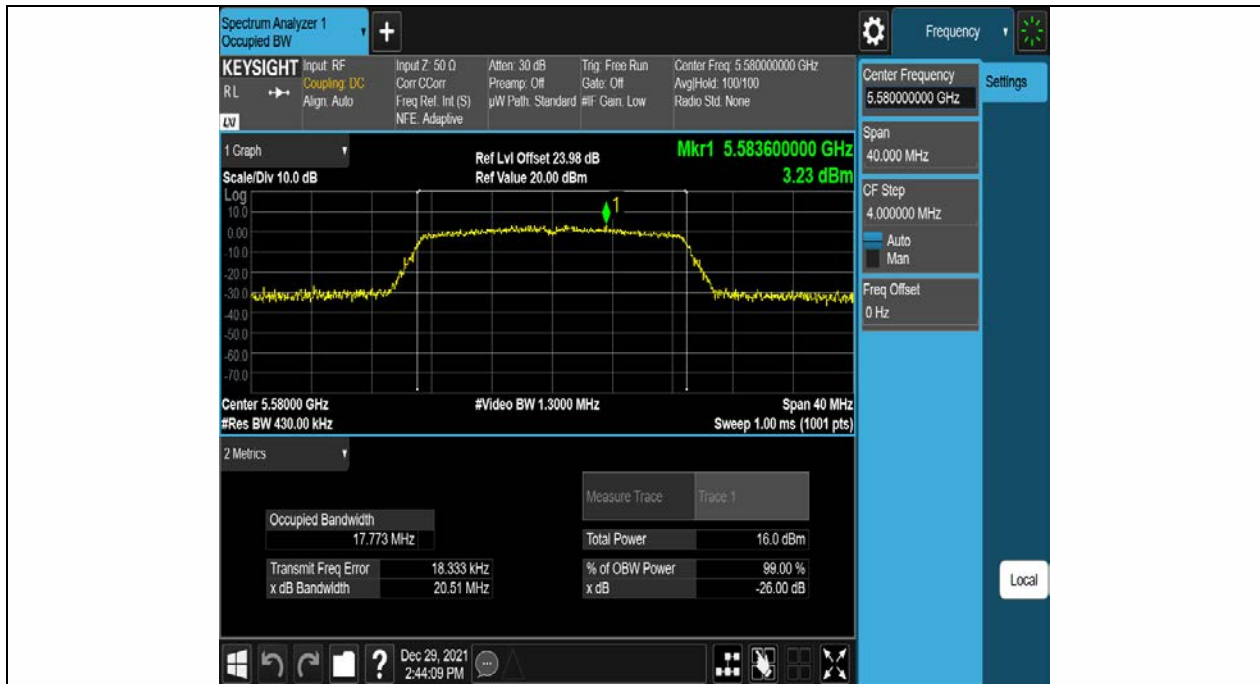 Spectrum Analyzer 1
Occupied BW
+
Frequency
KEYSIGHT
RL
LXI
Input: RF
Coupling: DC
Align: Auto
Input Z: 50 Ω
Corr CCorr
Freq Ref: Int (S)
NFE: Adaptive
Atten: 30 dB
Preamp: Off
µW Path: Standard
Trig: Free Run
Gate: Off
#IF Gain: Low
Center Freq: 5.580000000 GHz
Avg|Hold: 100/100
Radio Std: None
Center Frequency
5.580000000 GHz
Settings
Span
40.000 MHz
CF Step
4.000000 MHz
Auto
Man
Freq Offset
0 Hz
Local
1 Graph
Scale/Div 10.0 dB
Ref Lvl Offset 23.98 dB
Ref Value 20.00 dBm
Mkr1 5.583600000 GHz
3.23 dBm
Log
1
10.0
0.00
-10.0
-20.0
-30.0
-40.0
-50.0
-60.0
-70.0
Center 5.58000 GHz
#Res BW 430.00 kHz
#Video BW 1.3000 MHz
Span 40 MHz
Sweep 1.00 ms (1001 pts)
2 Metrics
Measure Trace Trace 1
Occupied Bandwidth
17.773 MHz
Total Power 16.0 dBm
Transmit Freq Error 18.333 kHz
% of OBW Power 99.00 %
x dB Bandwidth 20.51 MHz
x dB -26.00 dB
?
Dec 29, 2021
2:44:09 PM